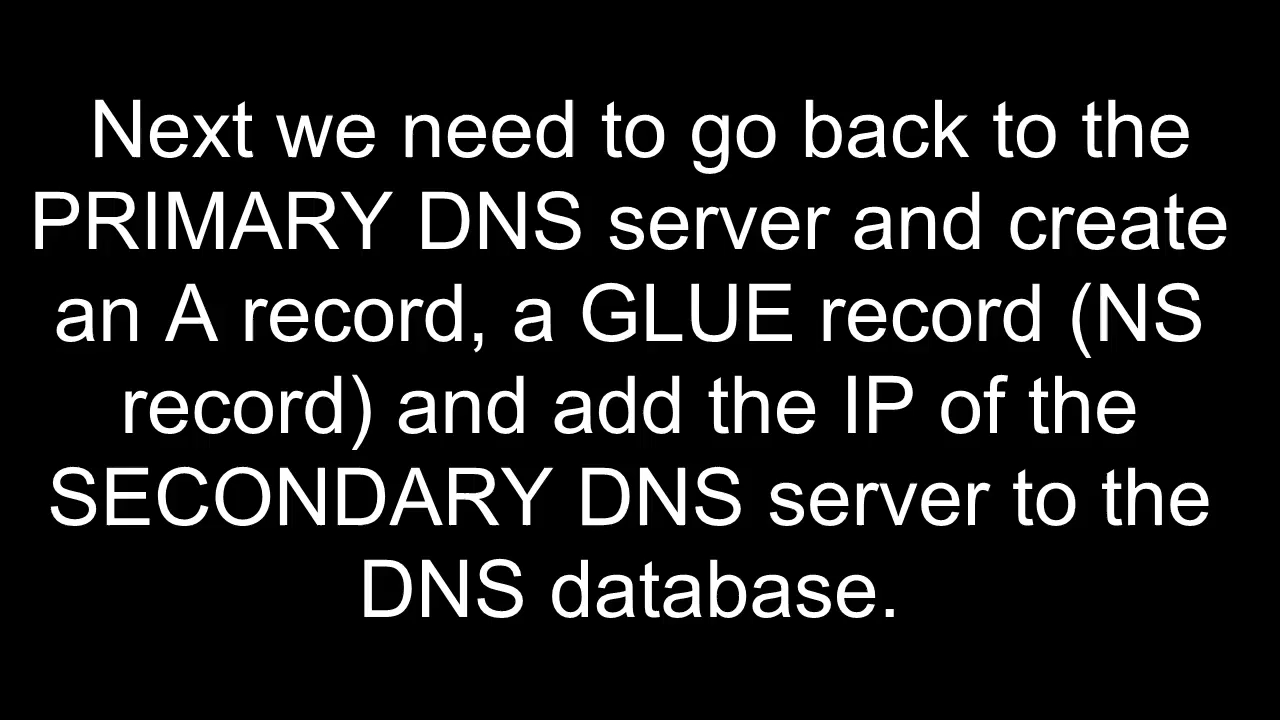 Next we need to go back to the
PRIMARY DNS server and create
an A record, a GLUE record (NS
record) and add the IP of the
SECONDARY DNS server to the
DNS database.